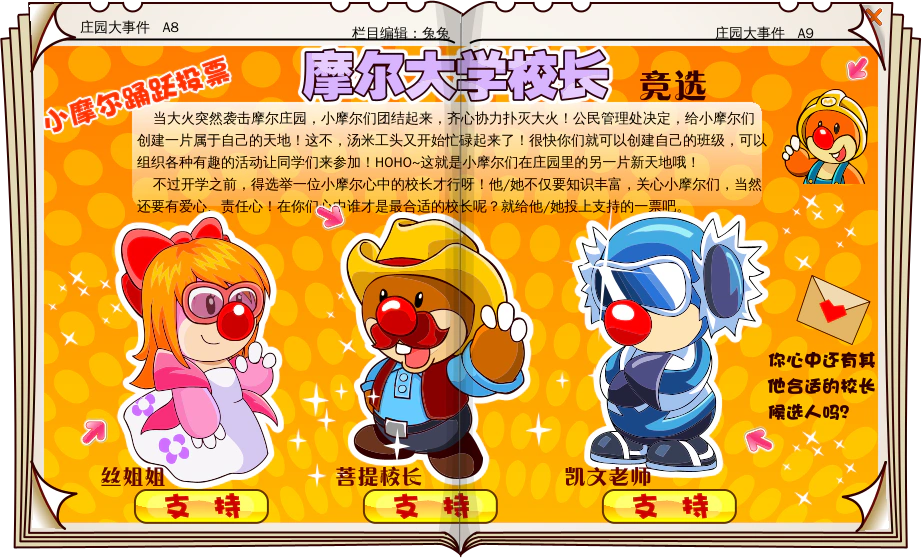 庄园大事件 A8
栏目编辑：兔兔
庄园大事件 A9
小摩尔踊跃投票
摩尔大学校长 竞选
当大火突然袭击摩尔庄园，小摩尔们团结起来，齐心协力扑灭大火！公民管理处决定，给小摩尔们
创建一片属于自己的天地！这不，汤米工头又开始忙碌起来了！很快你们就可以创建自己的班级，可以
组织各种有趣的活动让同学们来参加！HOHO~这就是小摩尔们在庄园里的另一片新天地哦！
不过开学之前，得选举一位小摩尔心中的校长才行呀！他/她不仅要知识丰富，关心小摩尔们，当然
还要有爱心、责任心！在你们心中谁才是最合适的校长呢？就给他/她投上支持的一票吧。
你心中还有其
他合适的校长
候选人吗?
丝姐姐
菩提校长
凯文老师
支持
支持
支持